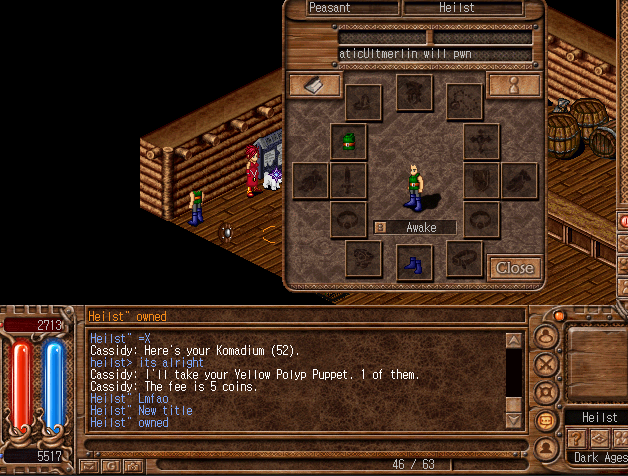 Peasant
Heilst
aticUltmerlin will pwn
Awake
Close
Heilst" owned
Heilst" =X
Cassidy: Here's your Komadium (52).
heilst> its alright
Cassidy: I'll take your Yellow Polyp Puppet. 1 of them.
Cassidy: The fee is 5 coins.
Heilst" Lmfao
Heilst" New title
Heilst" owned
2713
5517
46 / 63
Heilst
Dark Ages